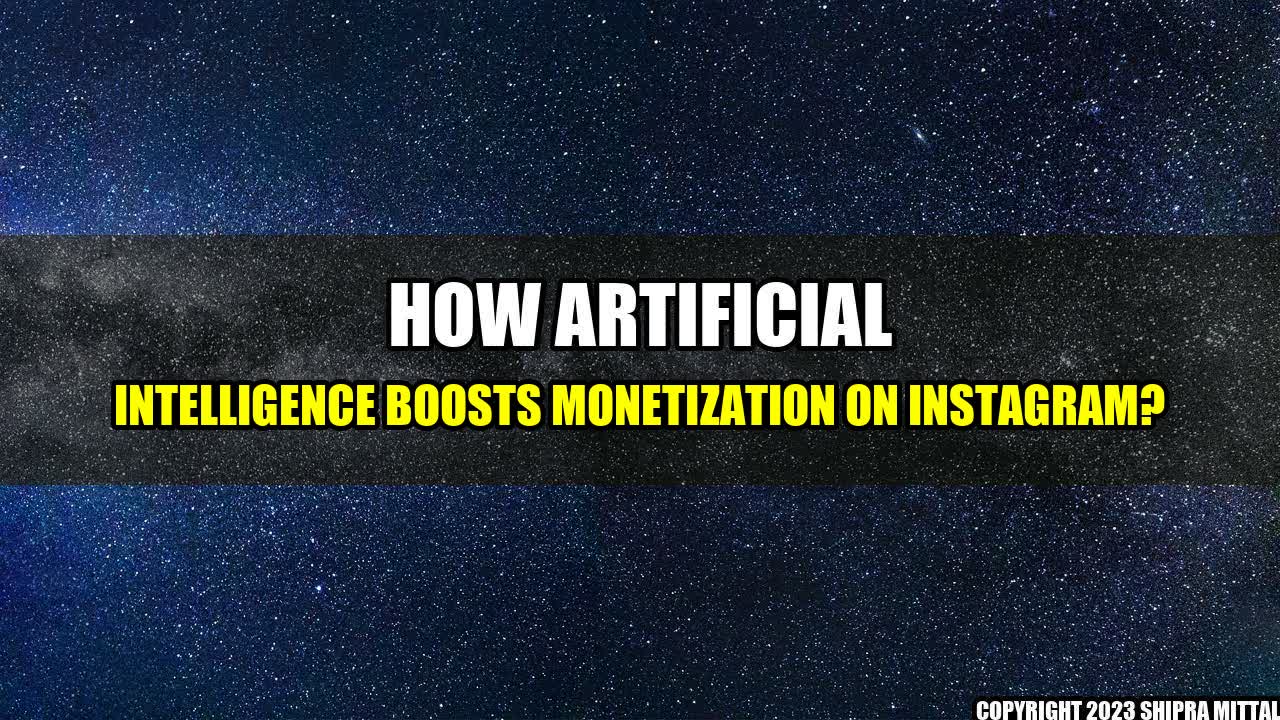 HOW ARTIFICIAL
INTELLIGENCE BOOSTS MONETIZATION ON INSTAGRAM?
COPYRIGHT 2023 SHIPRA MITTAL